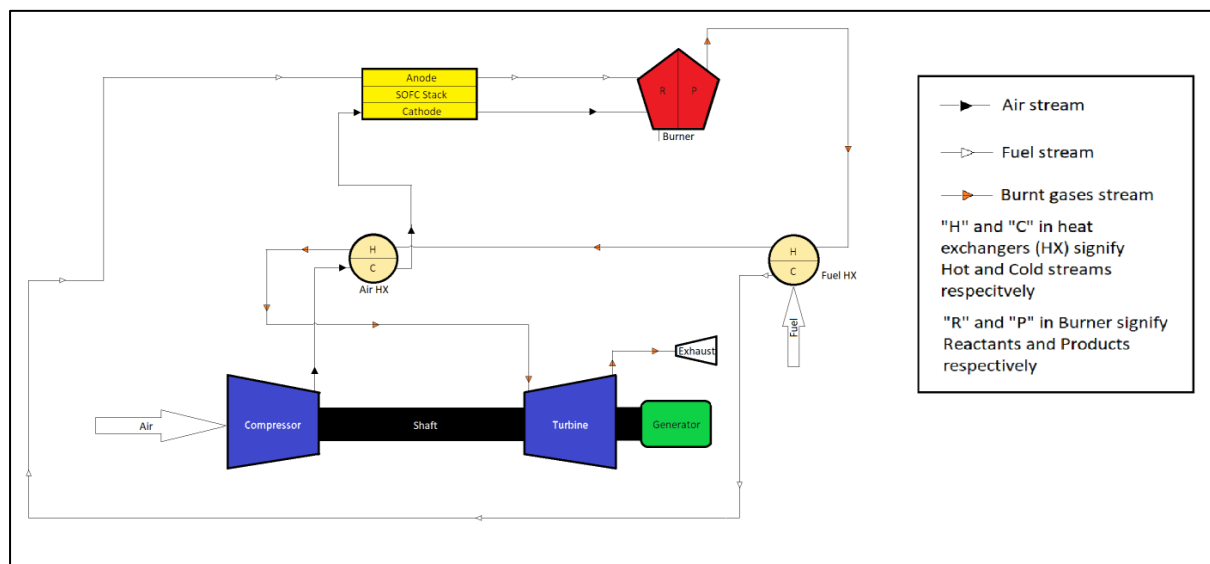 Anode
SOFC Stack
Cathode
R
P
Burner
Air stream
Fuel stream
Burnt gases stream
"H" and "C" in heat
exchangers (HX) signify
Hot and Cold streams
respecitvely
"R" and "P" in Burner signify
Reactants and Products
respectively
H
C
Air HX
H
C
Fuel HX
Fuel
Exhaust
Air
Compressor
Shaft
Turbine
Generator